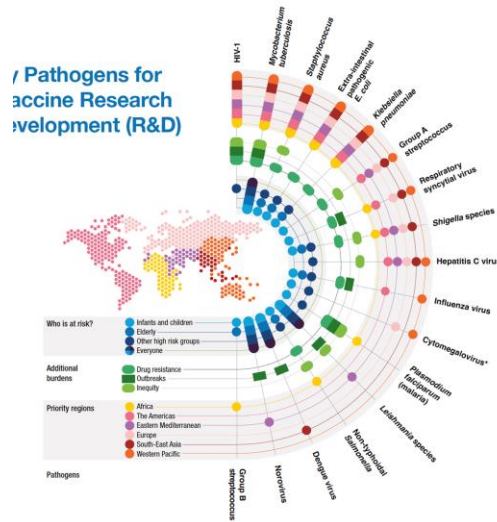 y Pathogens for
accine Research
evelopment (R&D)
HIV-1
Mycobacterium
tuberculosis
Staphylococcus
aureus
Extra-intestinal
pathogenic
E. coli
Klebsiella
pneumoniae
Group A
streptococcus
Respiratory
syncytial virus
Shigella species
Hepatitis C viru
Influenza virus
Cytomegalovirus*
Plasmodium
falciparum
(malaria)
Leishmania species
Non-typhoidal
Salmonella
Dengue virus
Norovirus
Group B
streptococcus
Who is at risk?
Infants and children
Elderly
Other high risk groups
Everyone
Additional
burdens
Drug resistance
Outbreaks
Inequity
Priority regions
Africa
The Americas
Eastern Mediterranean
Europe
South-East Asia
Western Pacific
Pathogens